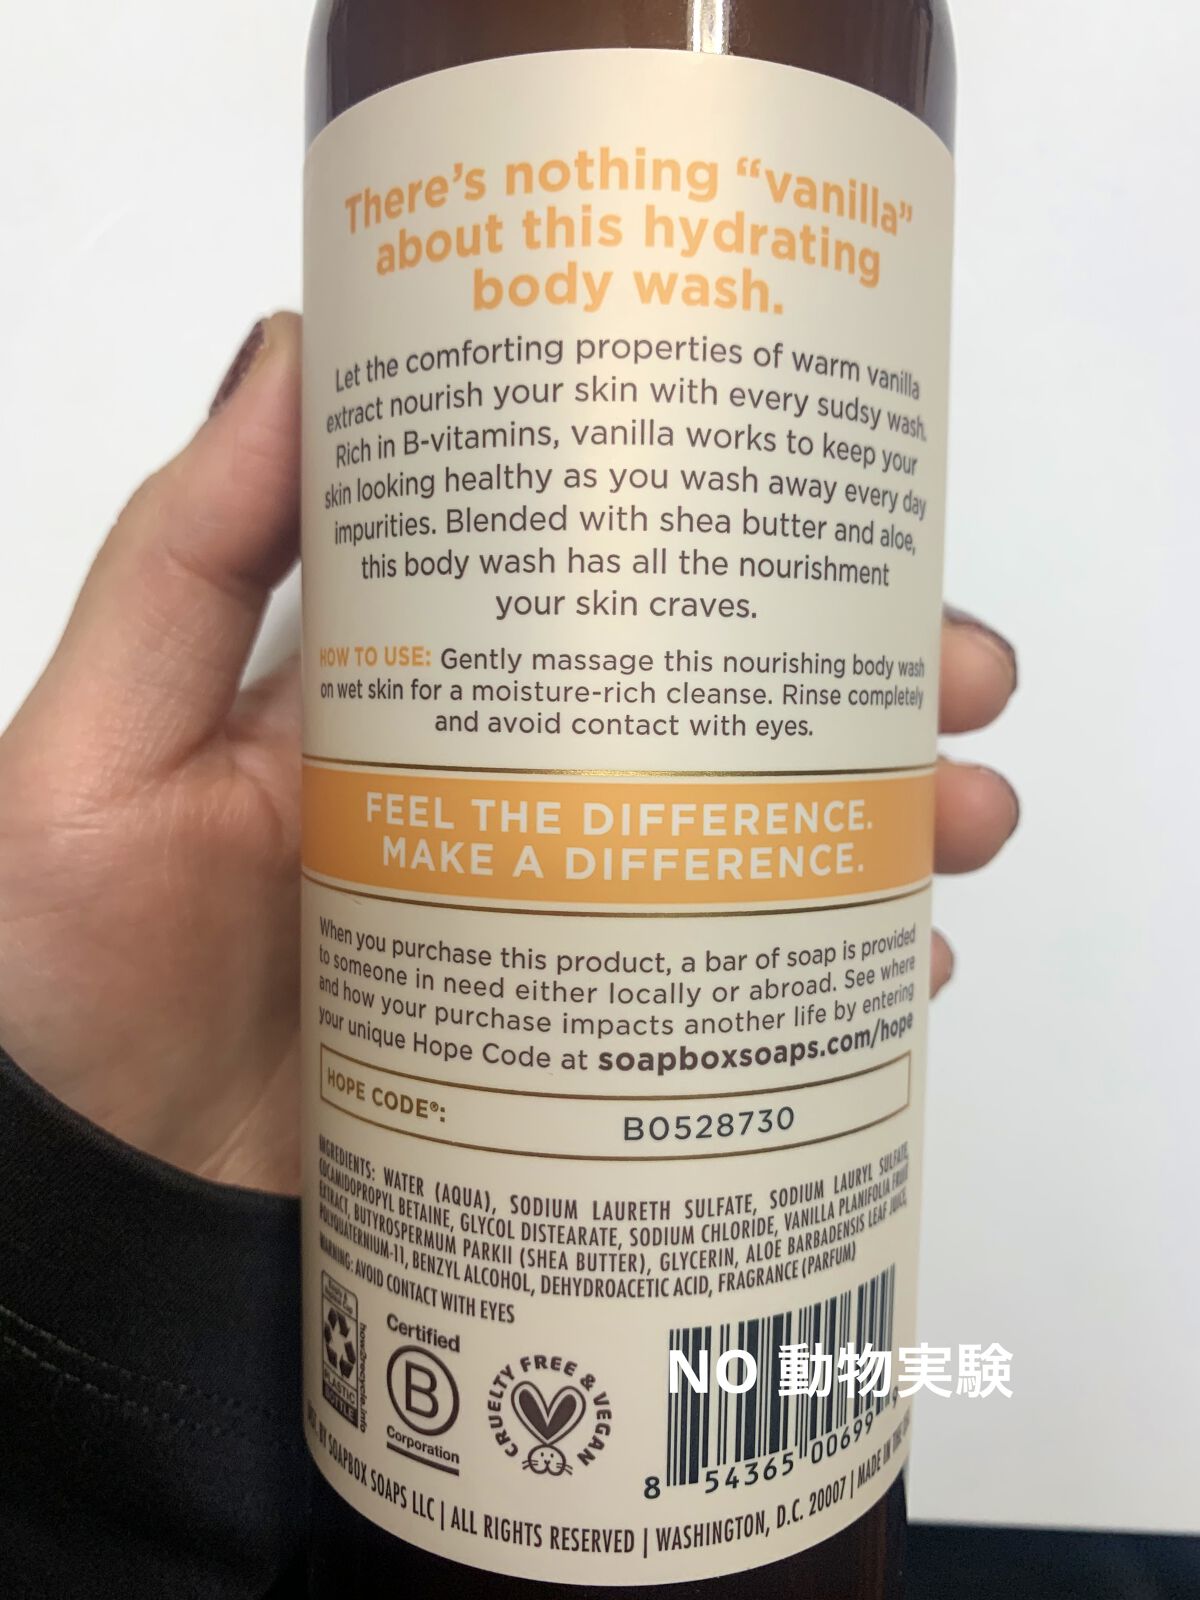 There's nothing “vanilla”
about this hydrating
body wash.
Let the comforting properties of warm vanilla
extract nourish your skin with every sudsy wash.
Rich in B-vitamins, vanilla works to keep your
skin looking healthy as you wash away every day
impurities. Blended with shea butter and aloe,
this body wash has all the nourishment
your skin craves.
HOW TO USE: Gently massage this nourishing body wash
on wet skin for a moisture-rich cleanse. Rinse completely
and avoid contact with eyes.
FEEL THE DIFFERENCE.
MAKE A DIFFERENCE.
When you purchase this product, a bar of soap is provided
to someone in need either locally or abroad. See where
and how your purchase impacts another life by entering
your unique Hope Code at soapboxsoaps.com/hope
HOPE CODE®: BO528730
INGREDIENTS: WATER (AQUA), SODIUM LAURETH SULFATE, SODIUM LAURYL SULFATE,
COCAMIDOPROPYL BETAINE, GLYCOL DISTEARATE, SODIUM CHLORIDE, VANILLA PLANIFOLIA FRUIT
EXTRACT, BUTYROSPERMUM PARKII (SHEA BUTTER), GLYCERIN, ALOE BARBADENSIS LEAF JUICE,
POLYQUATERNIUM-11, BENZYL ALCOHOL, DEHYDROACETIC ACID, FRAGRANCE (PARFUM)
WARNING: AVOID CONTACT WITH EYES
how2recycle.info
PLASTIC
BOTTLE
Certified
B
Corporation
CRUELTY FREE & VEGAN
NO 動物実験
8 54365 00699 9
BY SOAPBOX SOAPS LLC | ALL RIGHTS RESERVED | WASHINGTON, D.C. 20007 | MADE IN THE